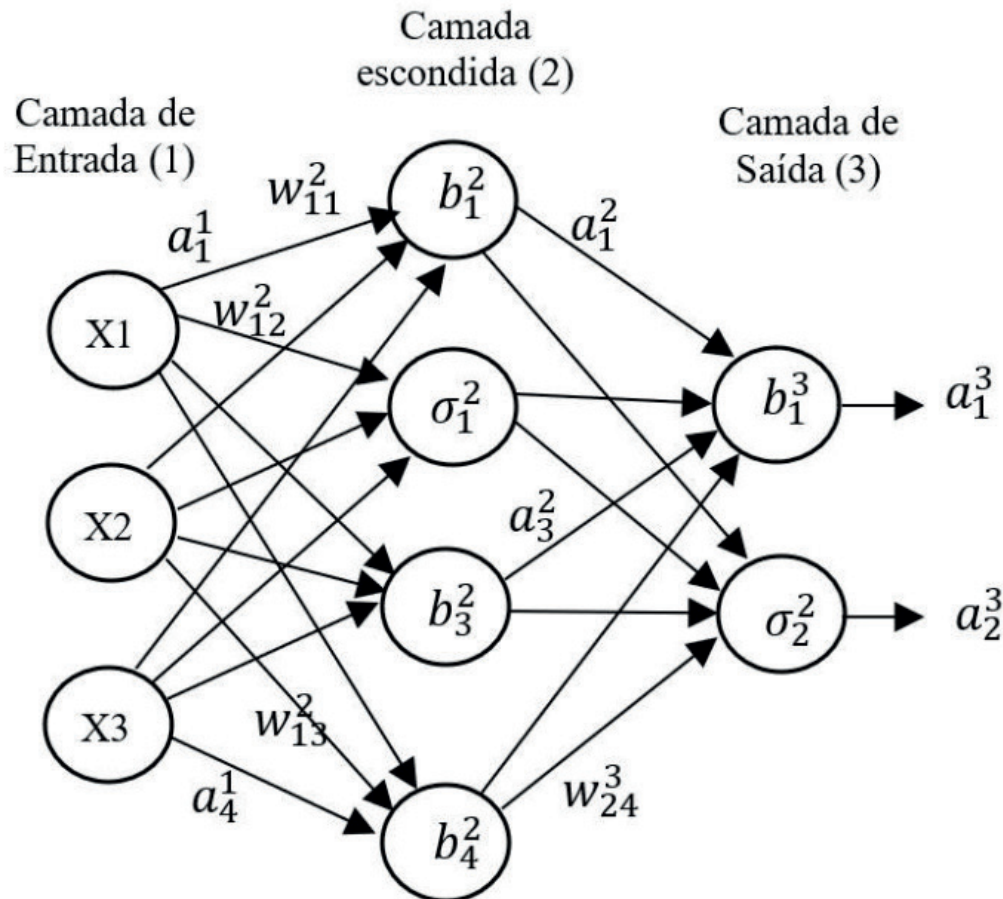 Camada
escondida (2)
Camada de
Entrada (1)
Camada de
Saída (3)
w²₁₁
b²₁
a²₁
a¹₁
w²₁₂
X1
σ²₁
b³₁
a³₁
X2
a²₃
b²₃
σ²₂
a³₂
X3
w²₁₃
a¹₄
w³₂₄
b²₄